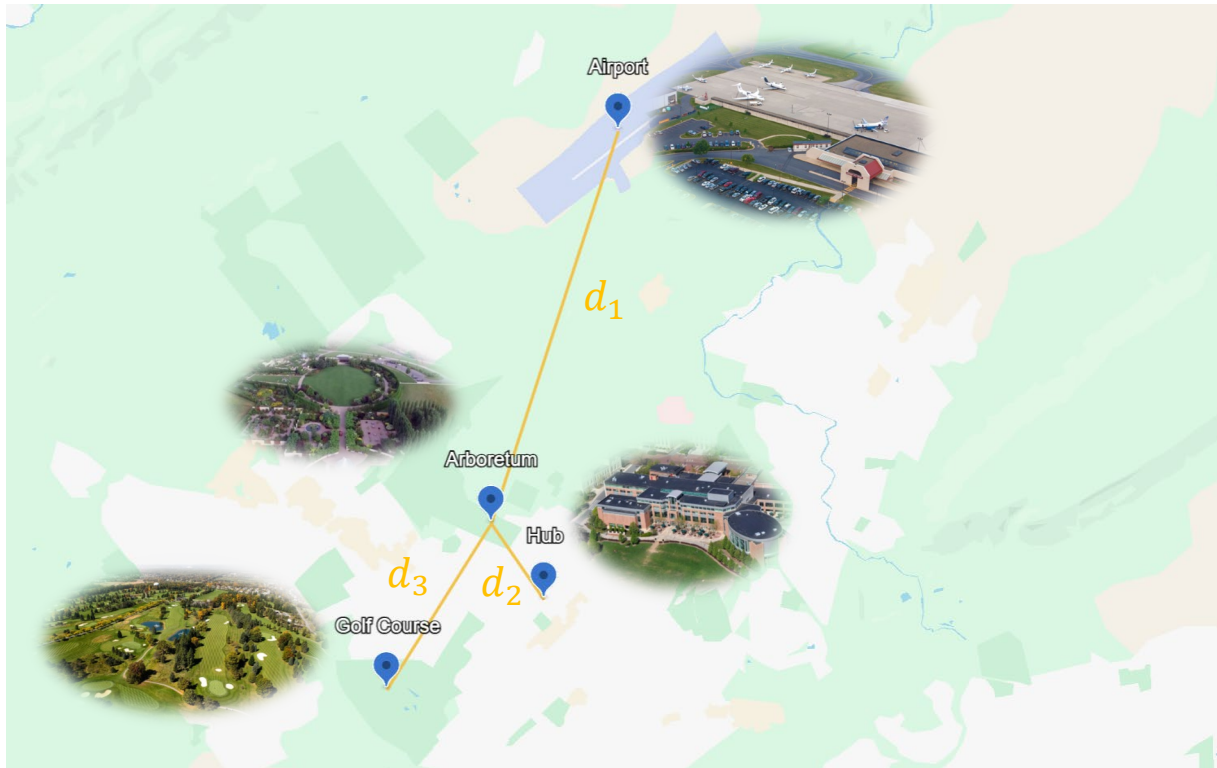 Airport
d₁
Arboretum
Hub
d₃
d₂
Golf Course